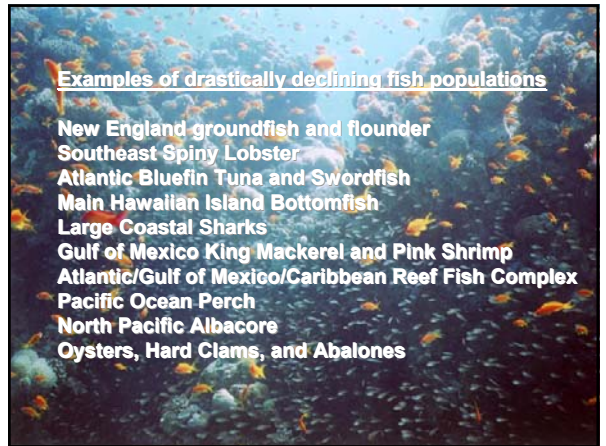 Examples of drastically declining fish populations
New England groundfish and flounder
Southeast Spiny Lobster
Atlantic Bluefin Tuna and Swordfish
Main Hawaiian Island Bottomfish
Large Coastal Sharks
Gulf of Mexico King Mackerel and Pink Shrimp
Atlantic/Gulf of Mexico/Caribbean Reef Fish Complex
Pacific Ocean Perch
North Pacific Albacore
Oysters, Hard Clams, and Abalones